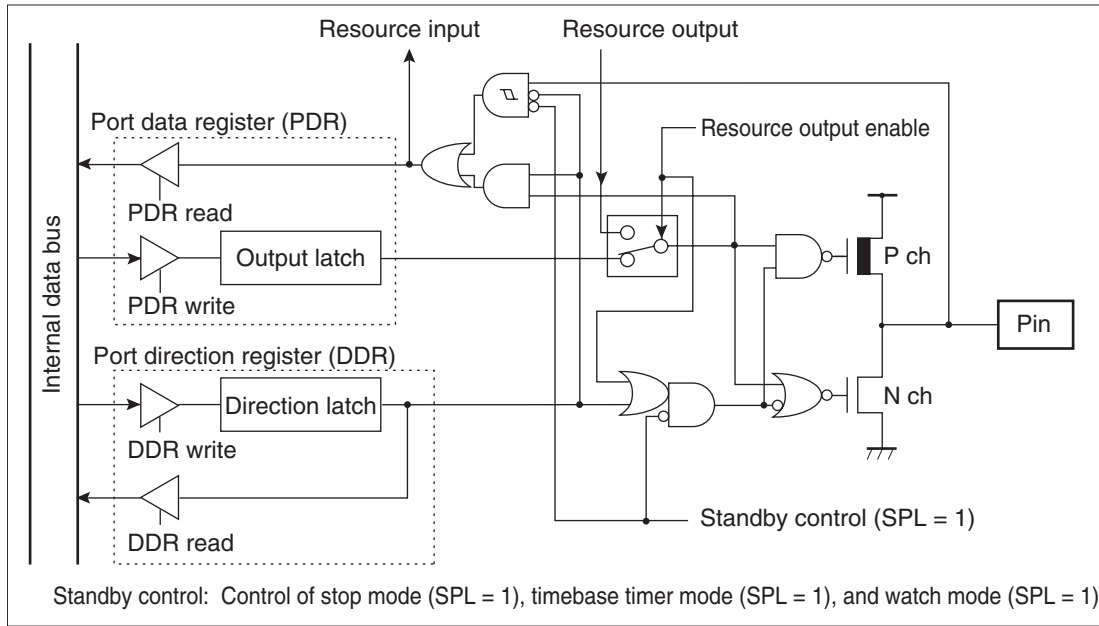 Resource input
Resource output
Port data register (PDR)
Resource output enable
PDR read
Internal data bus
Output latch
P ch
PDR write
Pin
Port direction register (DDR)
Direction latch
N ch
DDR write
Standby control (SPL = 1)
DDR read
Standby control: Control of stop mode (SPL = 1), timebase timer mode (SPL = 1), and watch mode (SPL = 1)